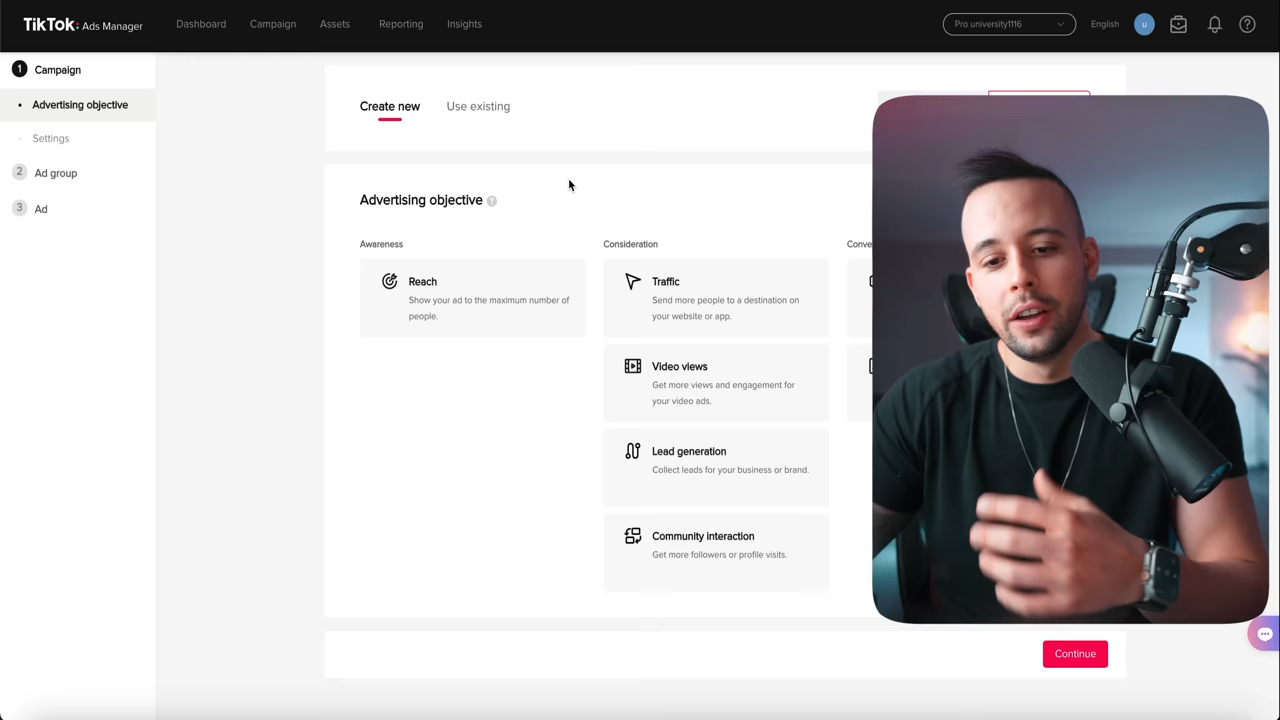 TikTok: Ads Manager
Dashboard
Campaign
Assets
Reporting
Insights
Pro university1116
English
u
1 Campaign
Advertising objective
Settings
2 Ad group
3 Ad
Create new
Use existing
Advertising objective ?
Awareness
Reach
Show your ad to the maximum number of
people.
Consideration
Traffic
Send more people to a destination on
your website or app.
Video views
Get more views and engagement for
your video ads.
Lead generation
Collect leads for your business or brand.
Community interaction
Get more followers or profile visits.
Conve
Continue